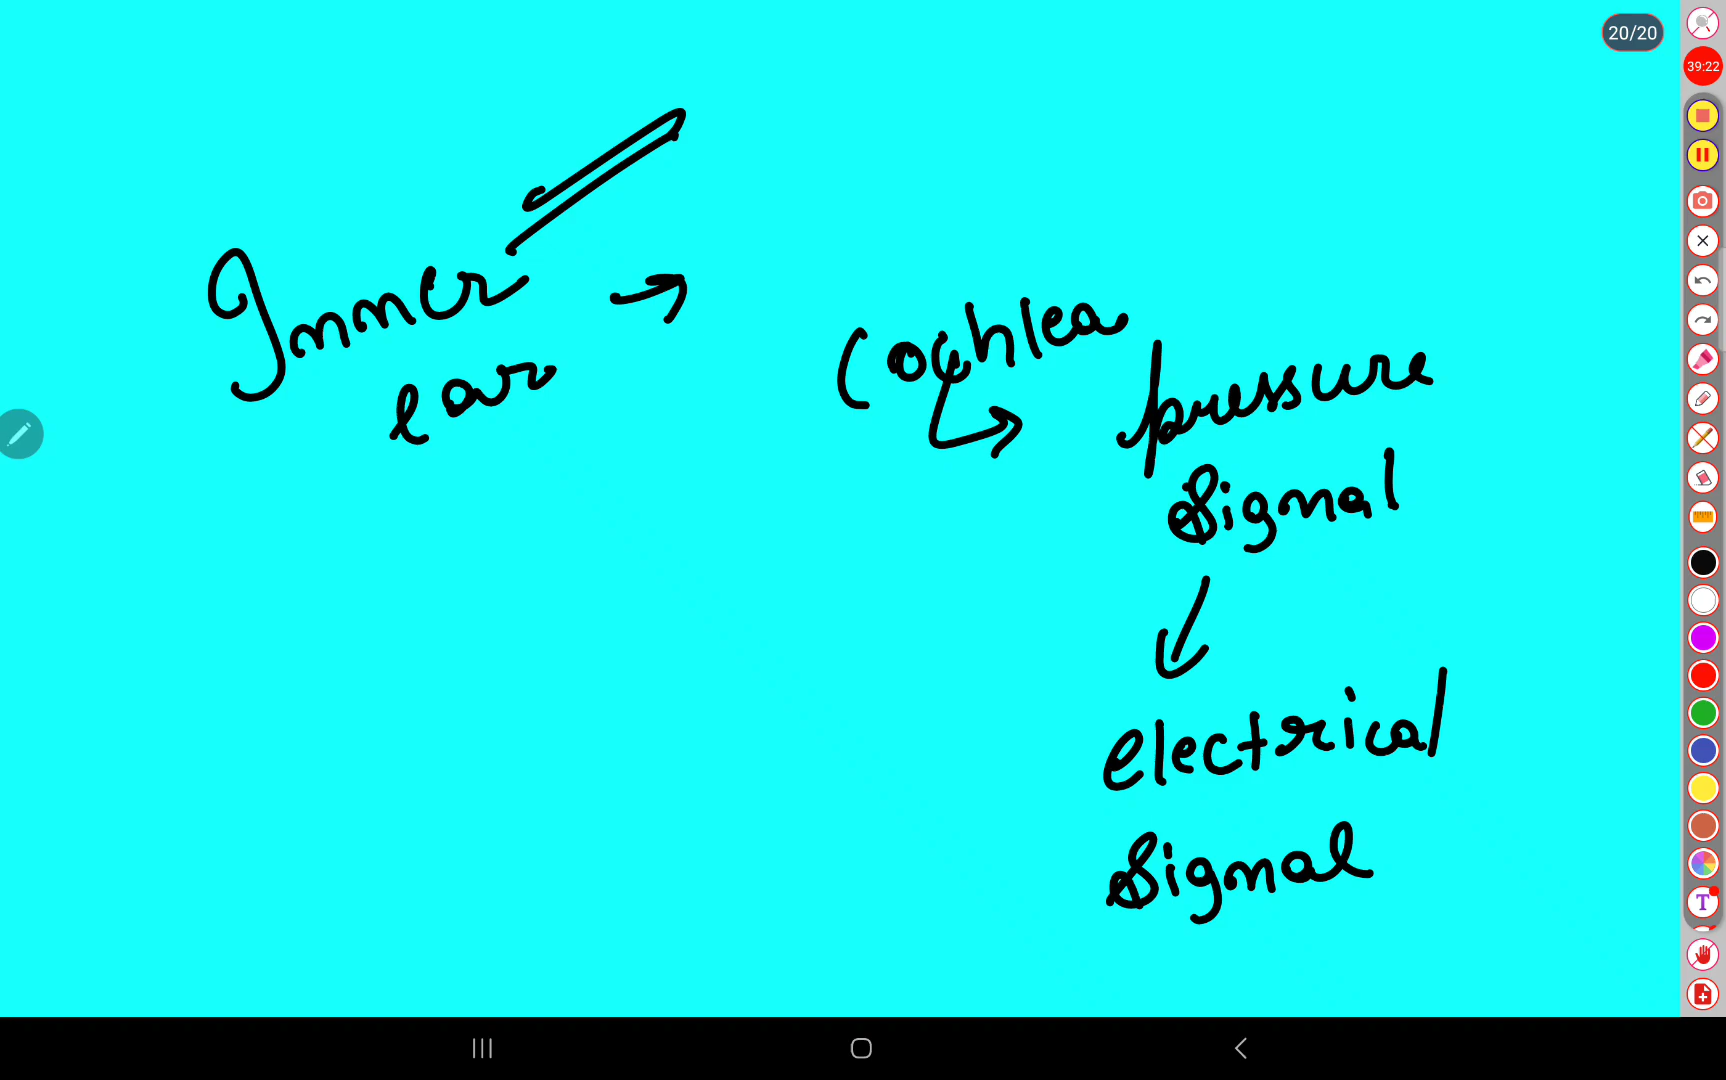 20/20
39:22
Inner
ear
→
Cochlea
pressure
Signal
electrical
Signal
T